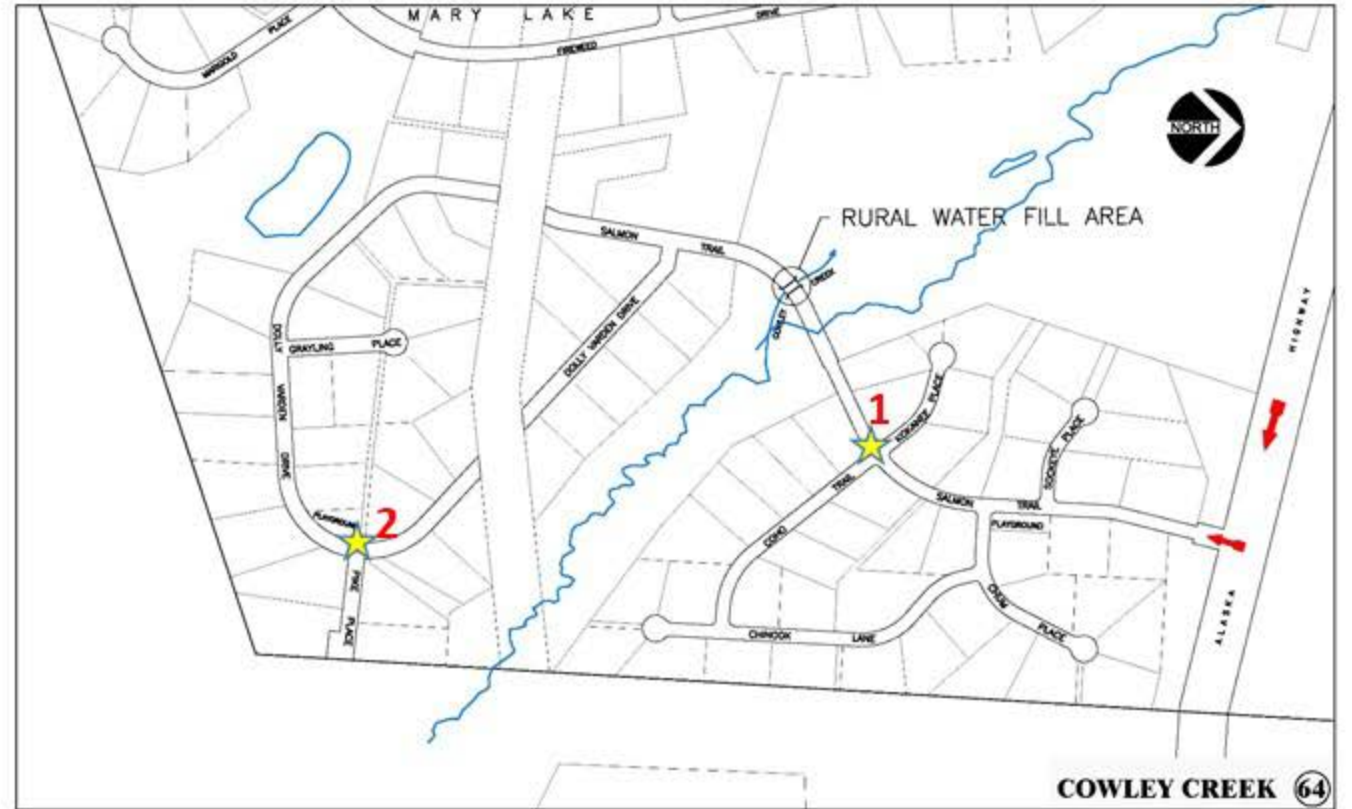 MARY LAKE
MARIGOLD PLACE
FIREWEED DRIVE
NORTH
RURAL WATER FILL AREA
SALMON TRAIL
COWLEY CREEK
HIGHWAY
DOLLY VARDEN DRIVE
GRAYLING PLACE
DOLLY VARDEN DRIVE
1
KOKANEE PLACE
SOCKEYE PLACE
COHO TRAIL
SALMON TRAIL
PLAYGROUND
PLAYGROUND
2
PIKE PLACE
CHUM PLACE
CHINOOK LANE
ALASKA
COWLEY CREEK 64